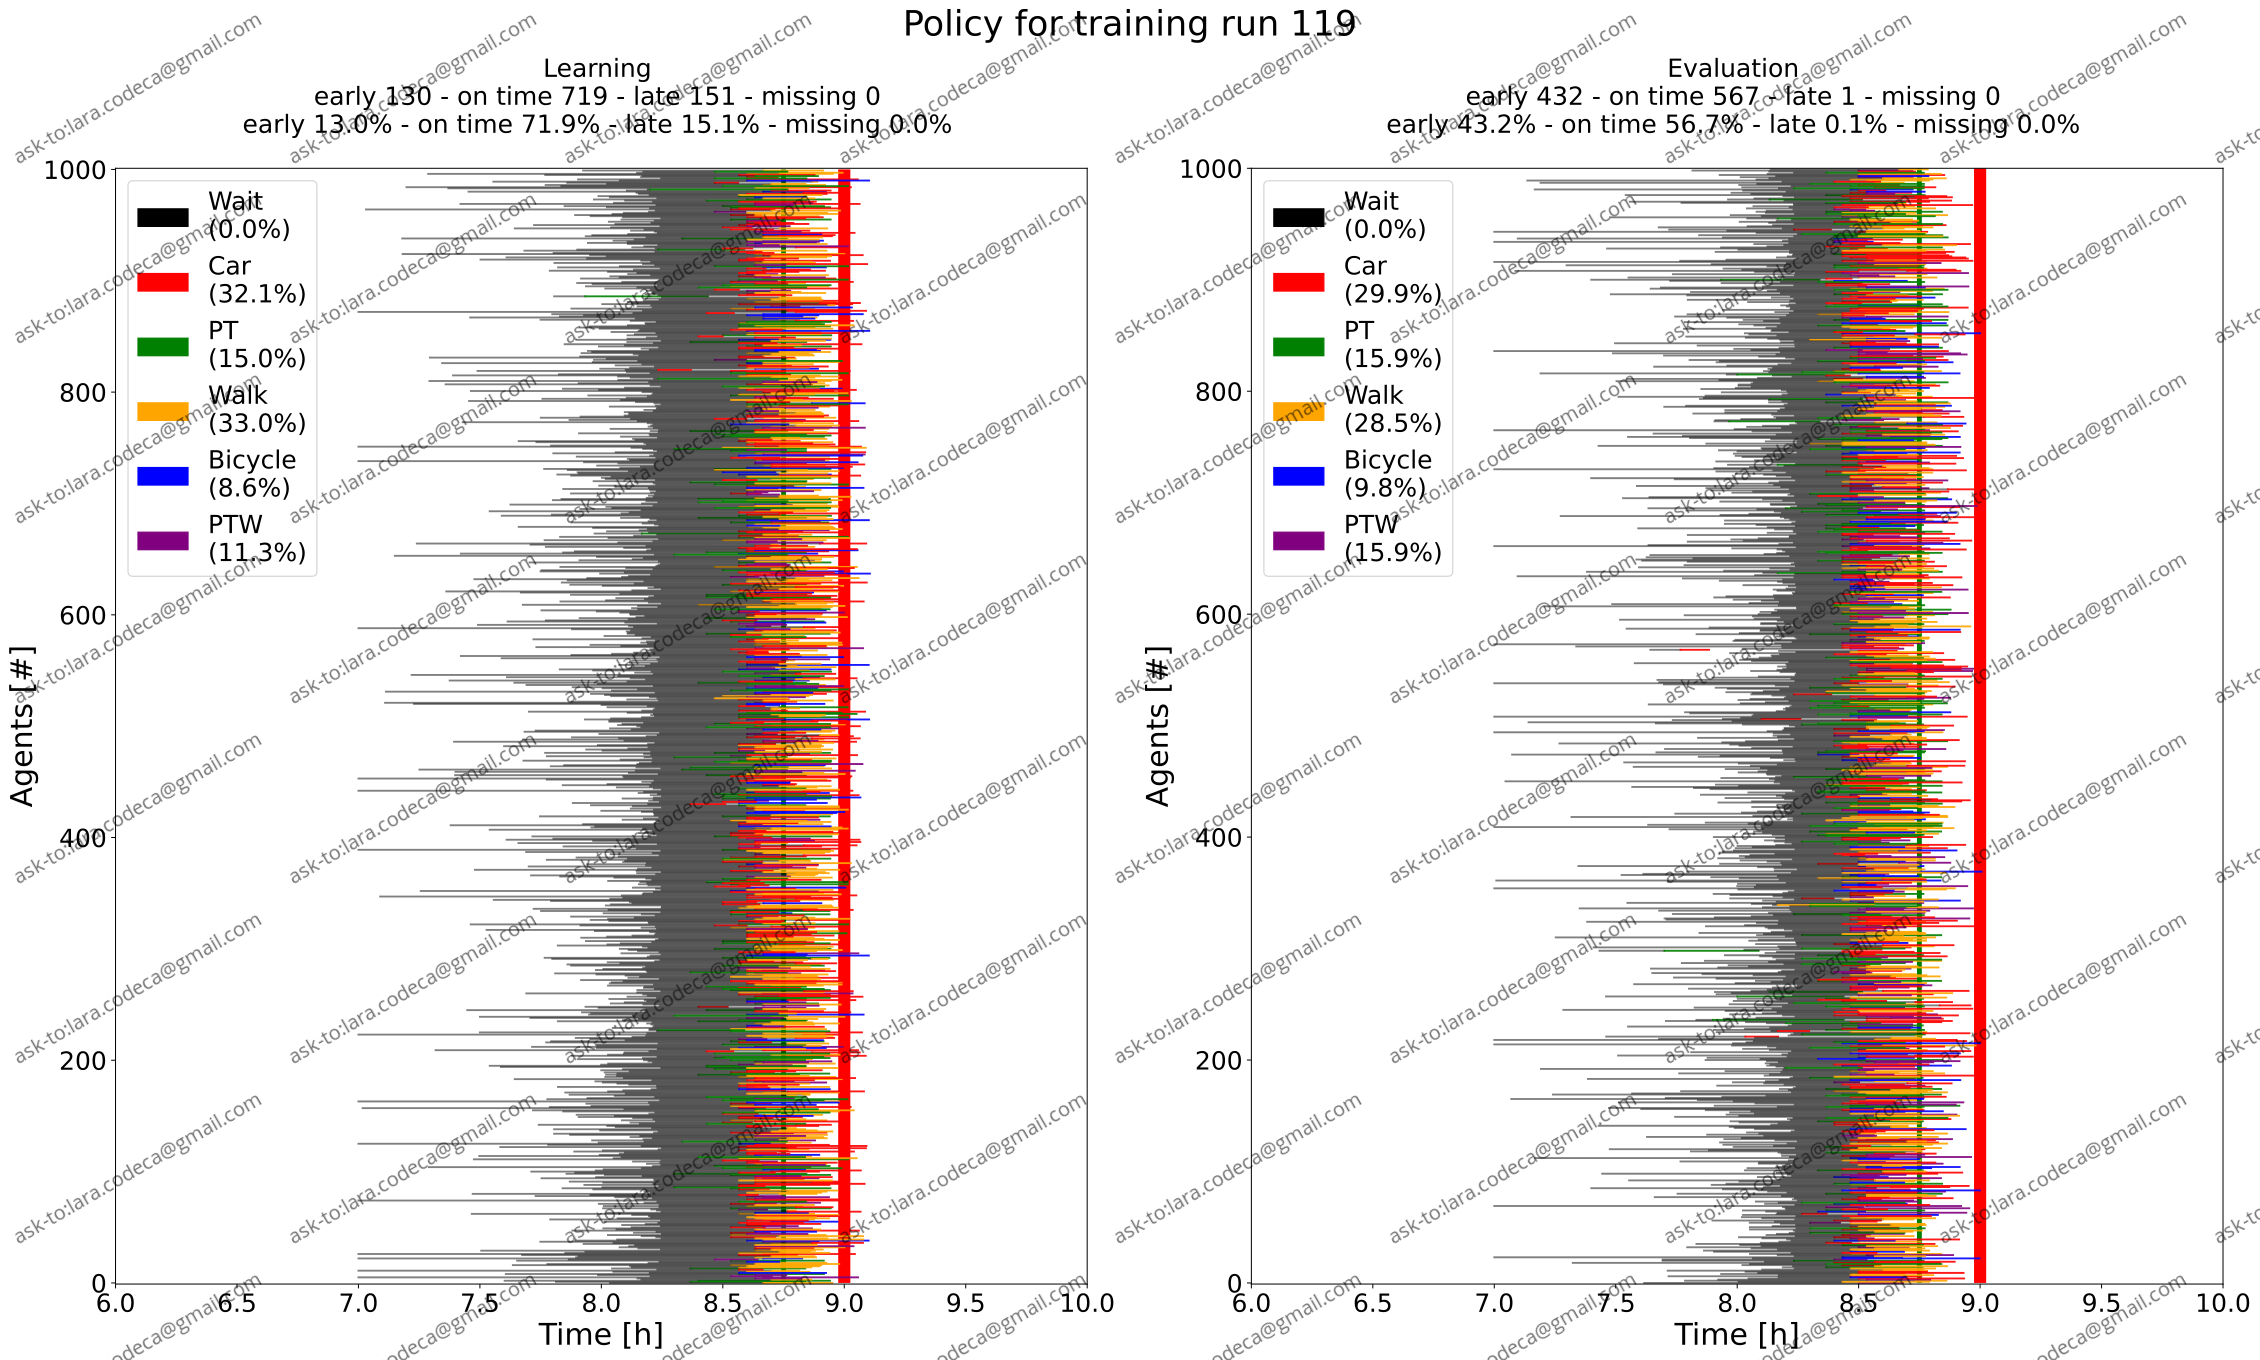 Policy for training run 119
Learning
early 130 - on time 719 - late 151 - missing 0
early 13.0% - on time 71.9% - late 15.1% - missing 0.0%
1000
800
600
400
200
0
Agents [#]
Wait
(0.0%)
Car
(32.1%)
PT
(15.0%)
Walk
(33.0%)
Bicycle
(8.6%)
PTW
(11.3%)
6.0 6.5 7.0 7.5 8.0 8.5 9.0 9.5 10.0
Time [h]
Evaluation
early 432 - on time 567 - late 1 - missing 0
early 43.2% - on time 56.7% - late 0.1% - missing 0.0%
1000
800
600
400
200
0
Agents [#]
Wait
(0.0%)
Car
(29.9%)
PT
(15.9%)
Walk
(28.5%)
Bicycle
(9.8%)
PTW
(15.9%)
6.0 6.5 7.0 7.5 8.0 8.5 9.0 9.5 10.0
Time [h]
ask-to:lara.codeca@gmail.com